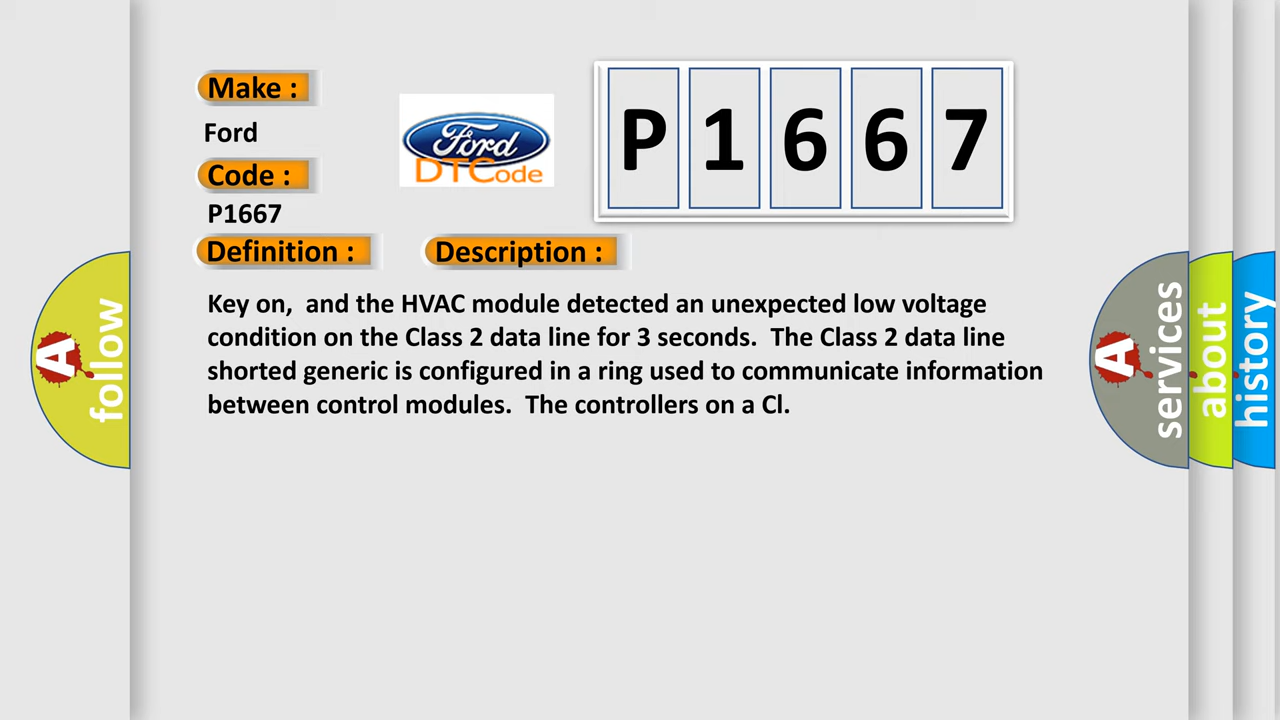 Make :
Ford
Code :
P1667
Ford
DTCode
P 1 6 6 7
Definition :
Description :
Key on,  and the HVAC module detected an unexpected low voltage
condition on the Class 2 data line for 3 seconds.  The Class 2 data line
shorted generic is configured in a ring used to communicate information
between control modules.  The controllers on a Cl.
A follow
A services
about
history